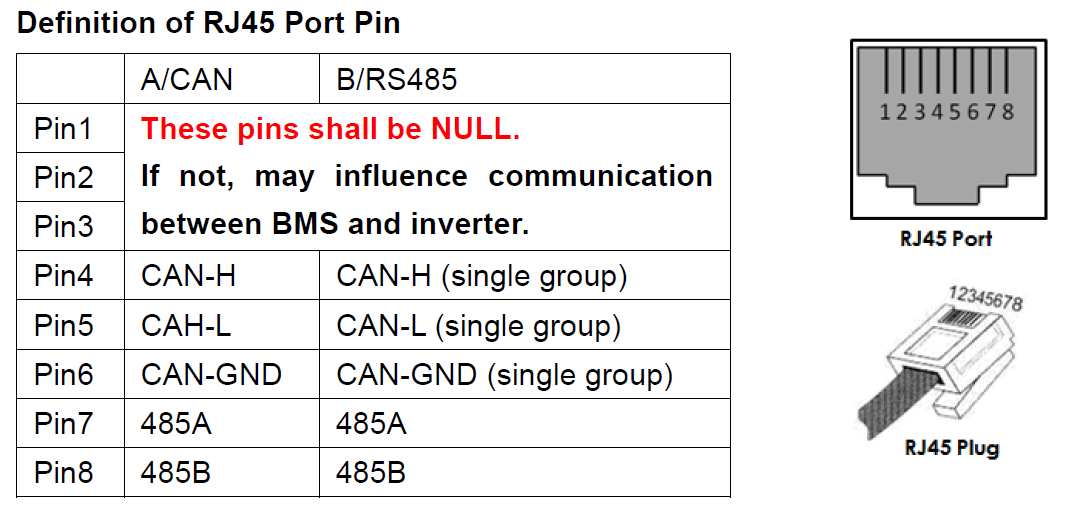 Definition of RJ45 Port Pin
A/CAN B/RS485
Pin1 These pins shall be NULL.
Pin2 If not, may influence communication
Pin3 between BMS and inverter.
Pin4 CAN-H CAN-H (single group)
Pin5 CAH-L CAN-L (single group)
Pin6 CAN-GND CAN-GND (single group)
Pin7 485A 485A
Pin8 485B 485B
12345678
RJ45 Port
12345678
RJ45 Plug